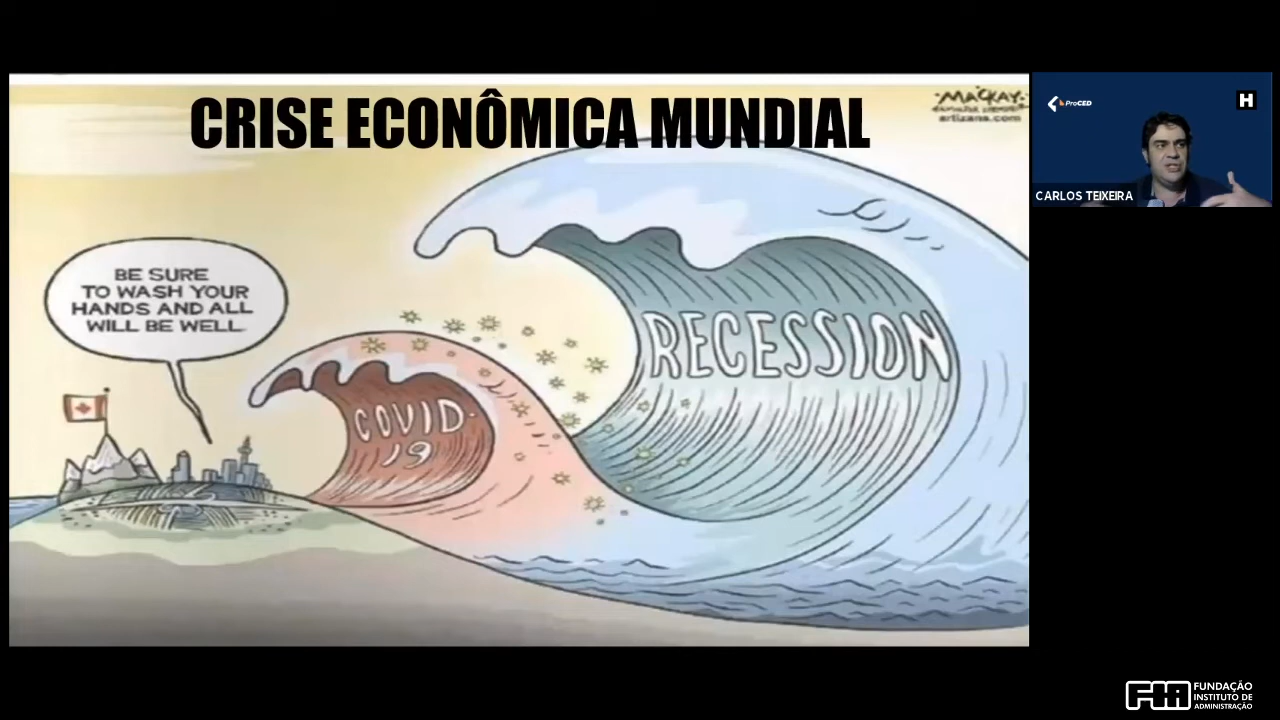 CRISE ECONÔMICA MUNDIAL
MACKAY
artizans.com
BE SURE
TO WASH YOUR
HANDS AND ALL
WILL BE WELL.
RECESSION
COVID-
19
ProCED
H
CARLOS TEIXEIRA
FIA
FUNDAÇÃO
INSTITUTO DE
ADMINISTRAÇÃO